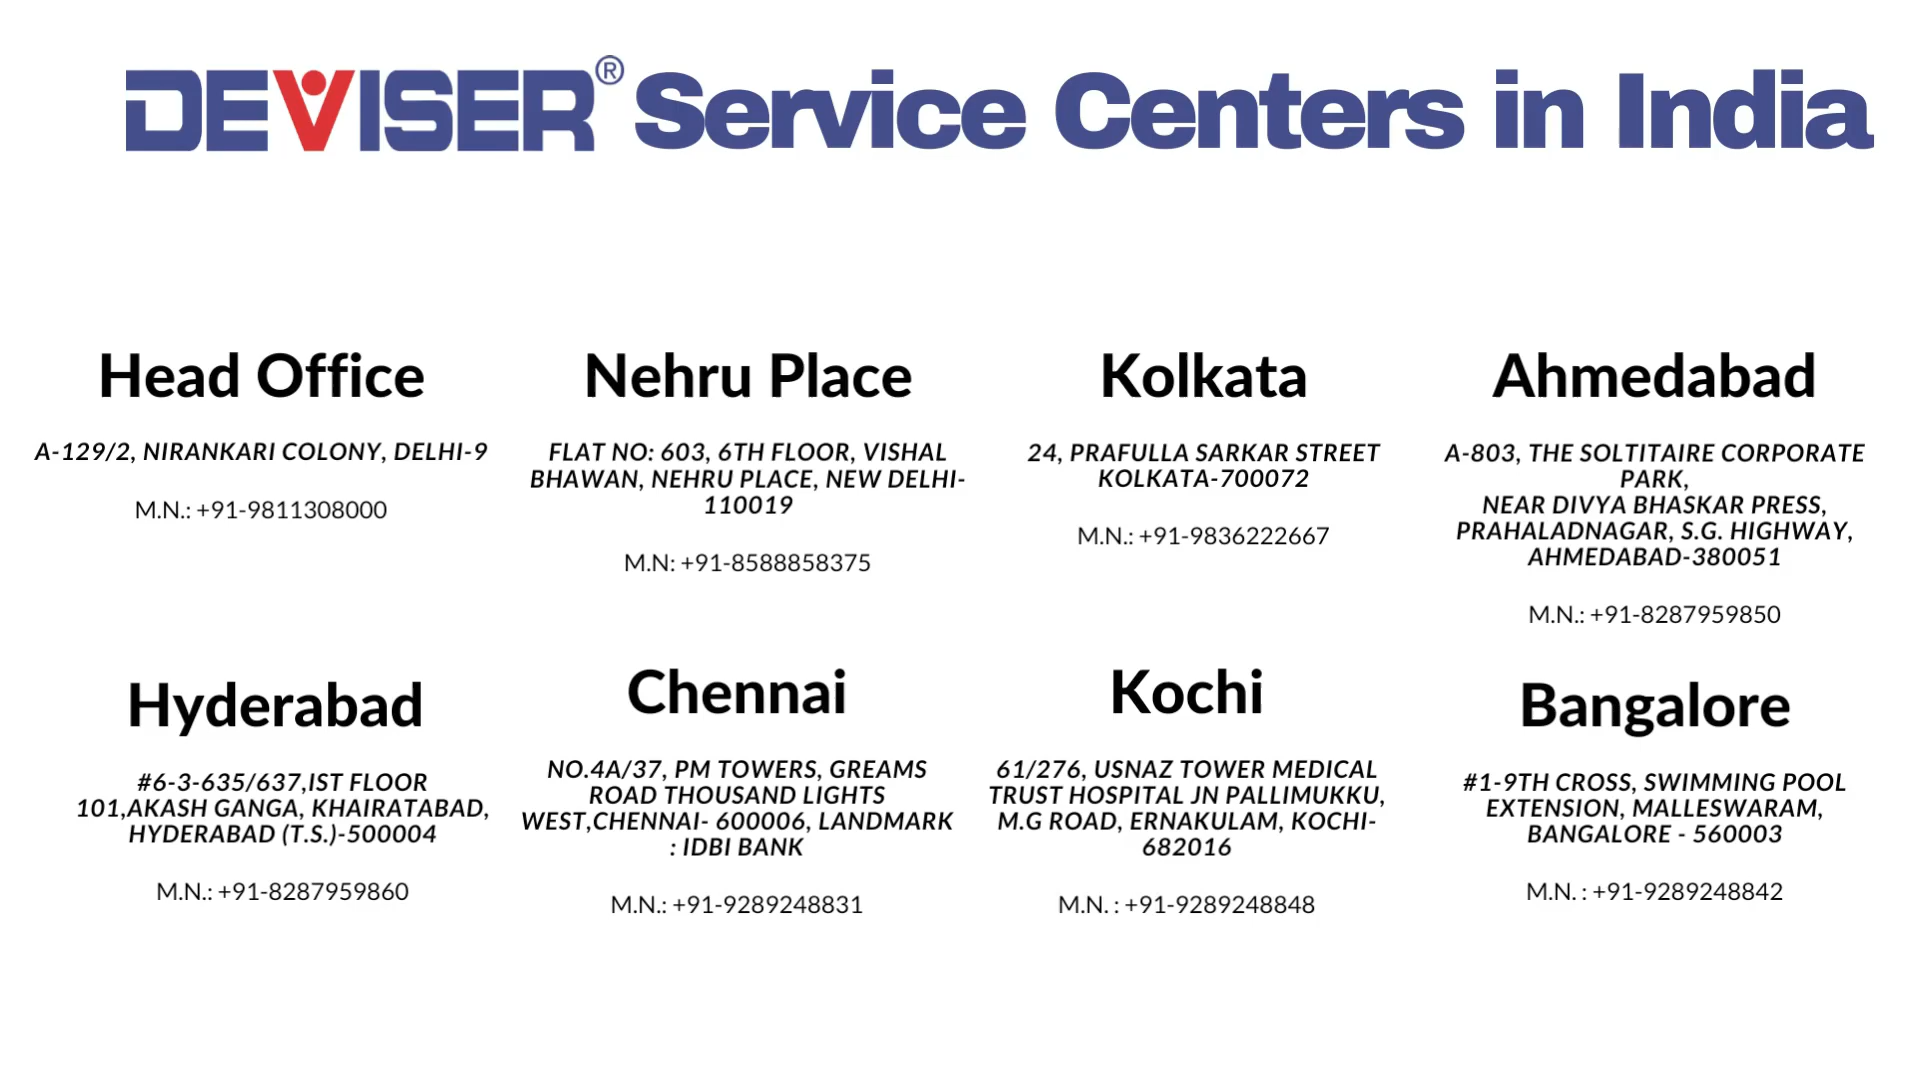 DEVISER® Service Centers in India
Head Office
A-129/2, NIRANKARI COLONY, DELHI-9
M.N.: +91-9811308000
Nehru Place
FLAT NO: 603, 6TH FLOOR, VISHAL
BHAWAN, NEHRU PLACE, NEW DELHI-
110019
M.N: +91-8588858375
Kolkata
24, PRAFULLA SARKAR STREET
KOLKATA-700072
M.N.: +91-9836222667
Ahmedabad
A-803, THE SOLTITAIRE CORPORATE
PARK,
NEAR DIVYA BHASKAR PRESS,
PRAHALADNAGAR, S.G. HIGHWAY,
AHMEDABAD-380051
M.N.: +91-8287959850
Hyderabad
#6-3-635/637,IST FLOOR
101,AKASH GANGA, KHAIRATABAD,
HYDERABAD (T.S.)-500004
M.N.: +91-8287959860
Chennai
NO.4A/37, PM TOWERS, GREAMS
ROAD THOUSAND LIGHTS
WEST,CHENNAI- 600006, LANDMARK
: IDBI BANK
M.N.: +91-9289248831
Kochi
61/276, USNAZ TOWER MEDICAL
TRUST HOSPITAL JN PALLIMUKKU,
M.G ROAD, ERNAKULAM, KOCHI-
682016
M.N. : +91-9289248848
Bangalore
#1-9TH CROSS, SWIMMING POOL
EXTENSION, MALLESWARAM,
BANGALORE - 560003
M.N. : +91-9289248842